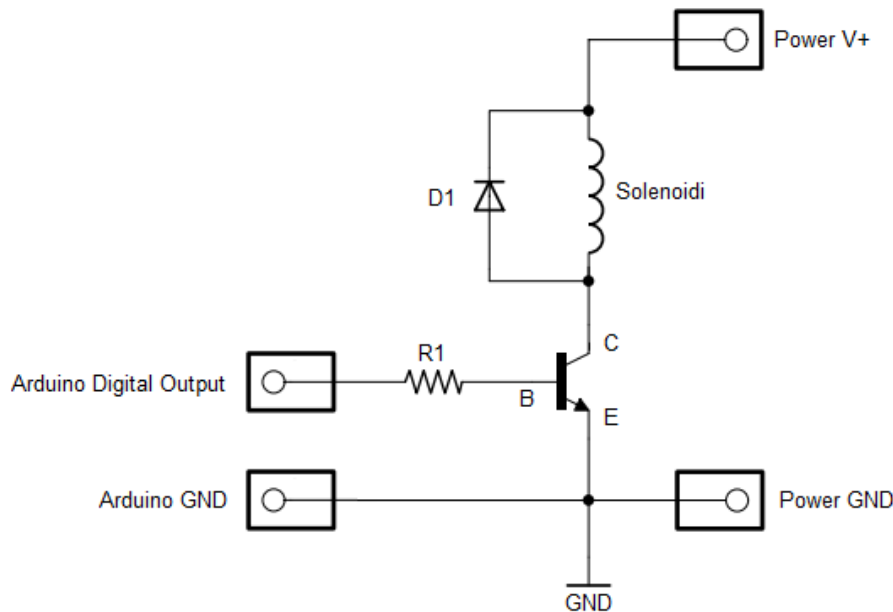 Power V+
D1
Solenoidi
R1
C
Arduino Digital Output
B
E
Arduino GND
Power GND
GND